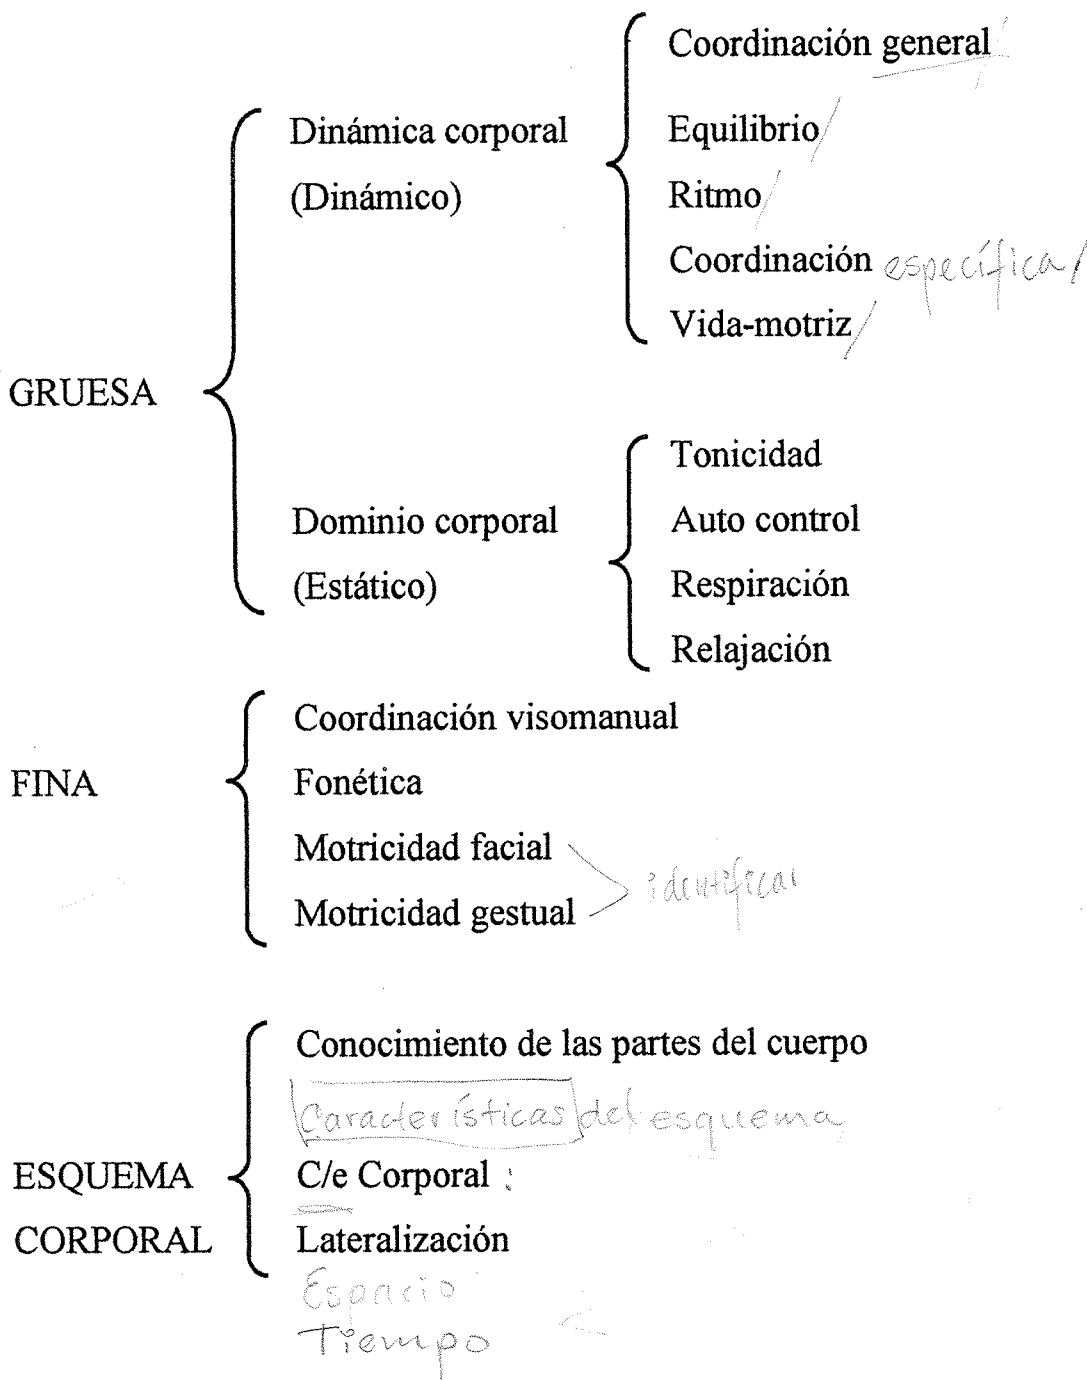 Coordinación general
Dinámica corporal
Equilibrio
(Dinámico)
Ritmo
Coordinación específica
Vida-motriz
GRUESA
Tonicidad
Dominio corporal
Auto control
(Estático)
Respiración
Relajación
Coordinación visomanual
FINA
Fonética
Motricidad facial
Motricidad gestual
identificar
Conocimiento de las partes del cuerpo
Características del esquema
ESQUEMA
C/e Corporal :
CORPORAL
Lateralización
Espacio
Tiempo